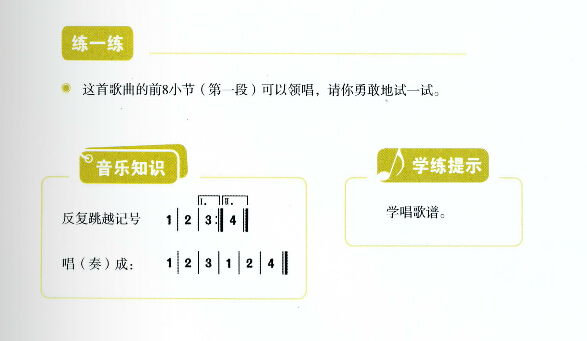 练一练
这首歌曲的前8小节（第一段）可以领唱，请你勇敢地试一试。
音乐知识
反复跳越记号 1 2 3 4
I. II.
唱（奏）成： 1 2 3 1 2 4
学练提示
学唱歌谱。